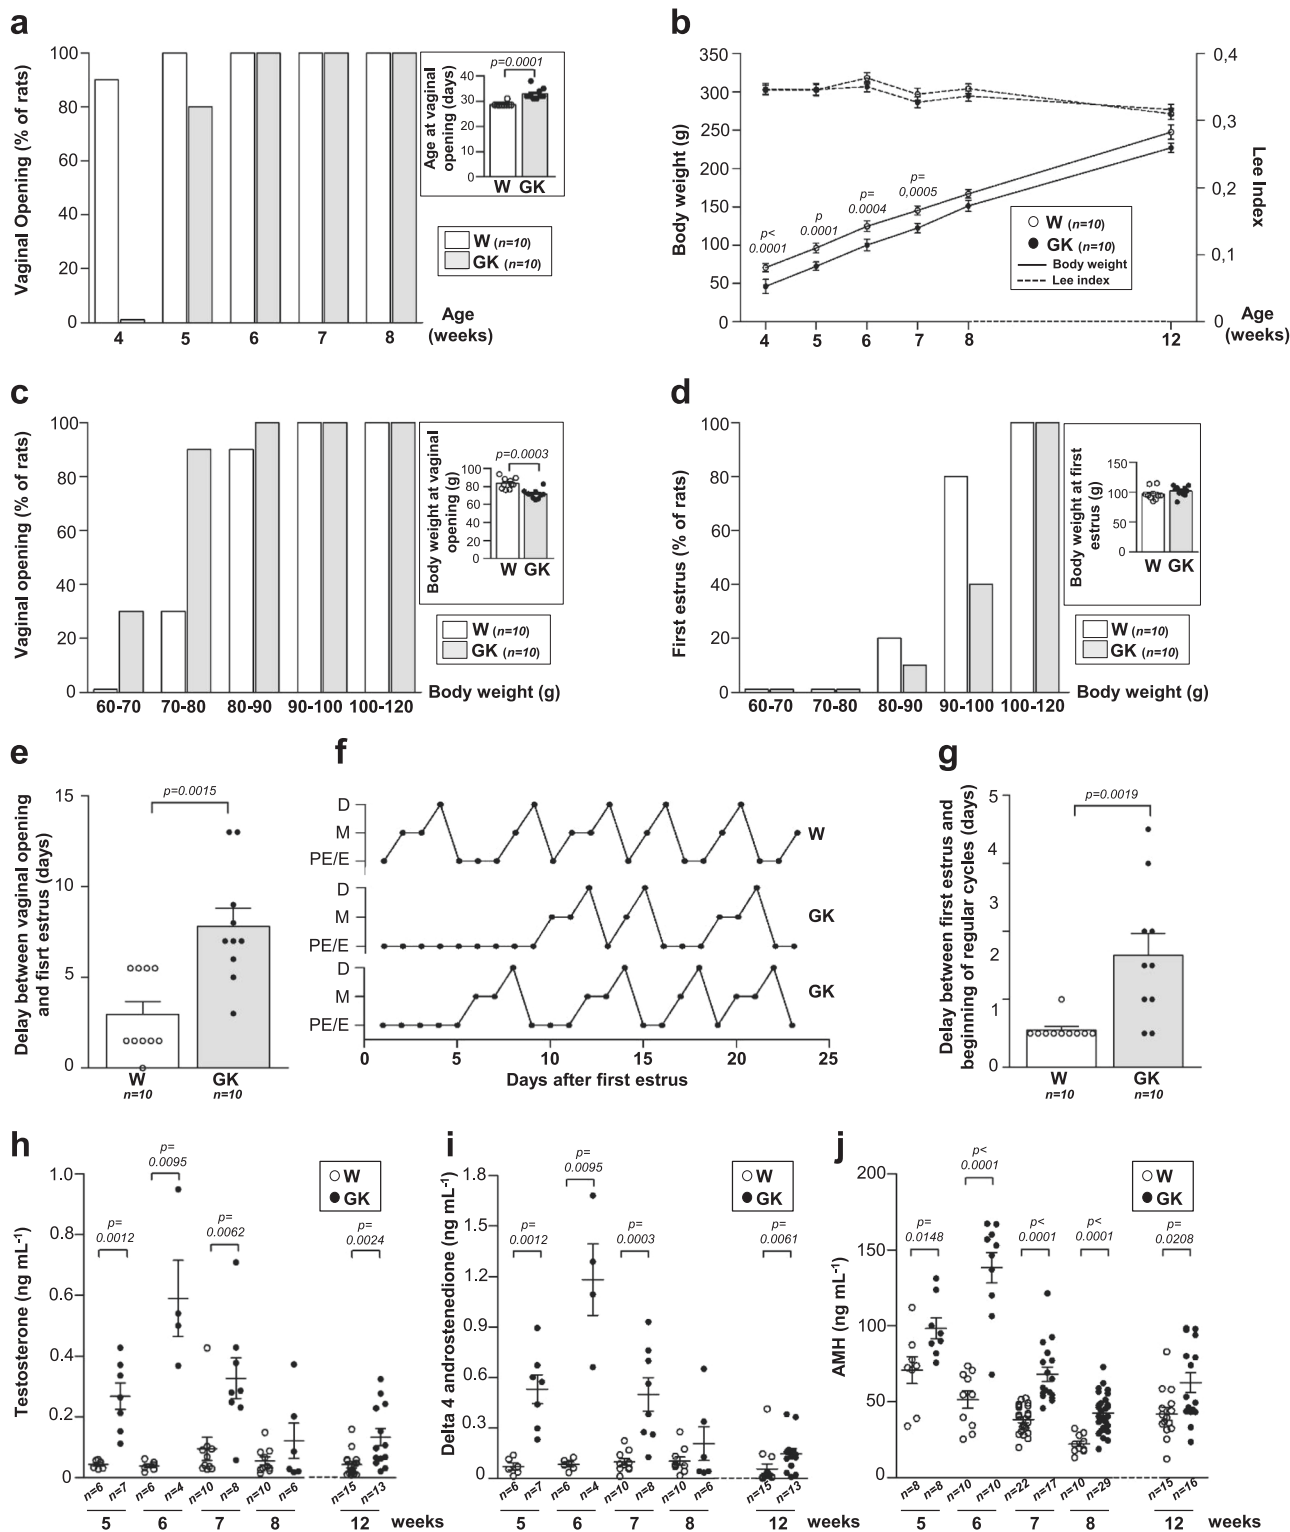 a
Vaginal Opening (% of rats)
100
80
60
40
20
0
4
5
6
7
8
Age
(weeks)
Age at vaginal
opening (days)
p=0.0001
40
30
20
10
0
W GK
W (n=10)
GK (n=10)
b
Body weight (g)
350
300
250
200
150
100
50
0
p<
0.0001
p
0.0001
p=
0.0004
p=
0,0005
W (n=10)
GK (n=10)
Body weight
Lee index
0,4
0,3
0,2
0,1
0
Lee Index
4
5
6
7
8
12
Age
(weeks)
c
Vaginal opening (% of rats)
100
80
60
40
20
0
60-70
70-80
80-90
90-100
100-120
Body weight (g)
Body weight at vaginal
opening (g)
p=0.0003
100
80
60
40
20
0
W GK
W (n=10)
GK (n=10)
d
First estrus (% of rats)
100
80
60
40
20
0
60-70
70-80
80-90
90-100
100-120
Body weight (g)
Body weight at first
estrus (g)
150
100
50
0
W GK
W (n=10)
GK (n=10)
e
Delay between vaginal opening
and fisrt estrus (days)
15
10
5
0
p=0.0015
W
n=10
GK
n=10
f
D
M
PE/E
W
D
M
PE/E
GK
D
M
PE/E
GK
0
5
10
15
20
25
Days after first estrus
g
Delay between first estrus and
beginning of regular cycles (days)
5
4
3
2
1
0
p=0.0019
W
n=10
GK
n=10
h
Testosterone (ng mL-1)
1.0
0.8
0.6
0.4
0.2
0
p=
0.0012
p=
0.0095
p=
0.0062
p=
0.0024
W
GK
n=6
n=7
n=6
n=4
n=10
n=8
n=10
n=6
n=15
n=13
5
6
7
8
12
weeks
i
Delta 4 androstenedione (ng mL-1)
1.8
1.5
1.2
0.9
0.6
0.3
0
p=
0.0012
p=
0.0095
p=
0.0003
p=
0.0061
W
GK
n=6
n=7
n=6
n=4
n=10
n=8
n=10
n=6
n=15
n=13
5
6
7
8
12
weeks
j
AMH (ng mL-1)
200
150
100
50
0
p=
0.0148
p<
0.0001
p<
0.0001
p<
0.0001
p=
0.0208
W
GK
n=8
n=8
n=10
n=10
n=22
n=17
n=10
n=29
n=15
n=16
5
6
7
8
12
weeks